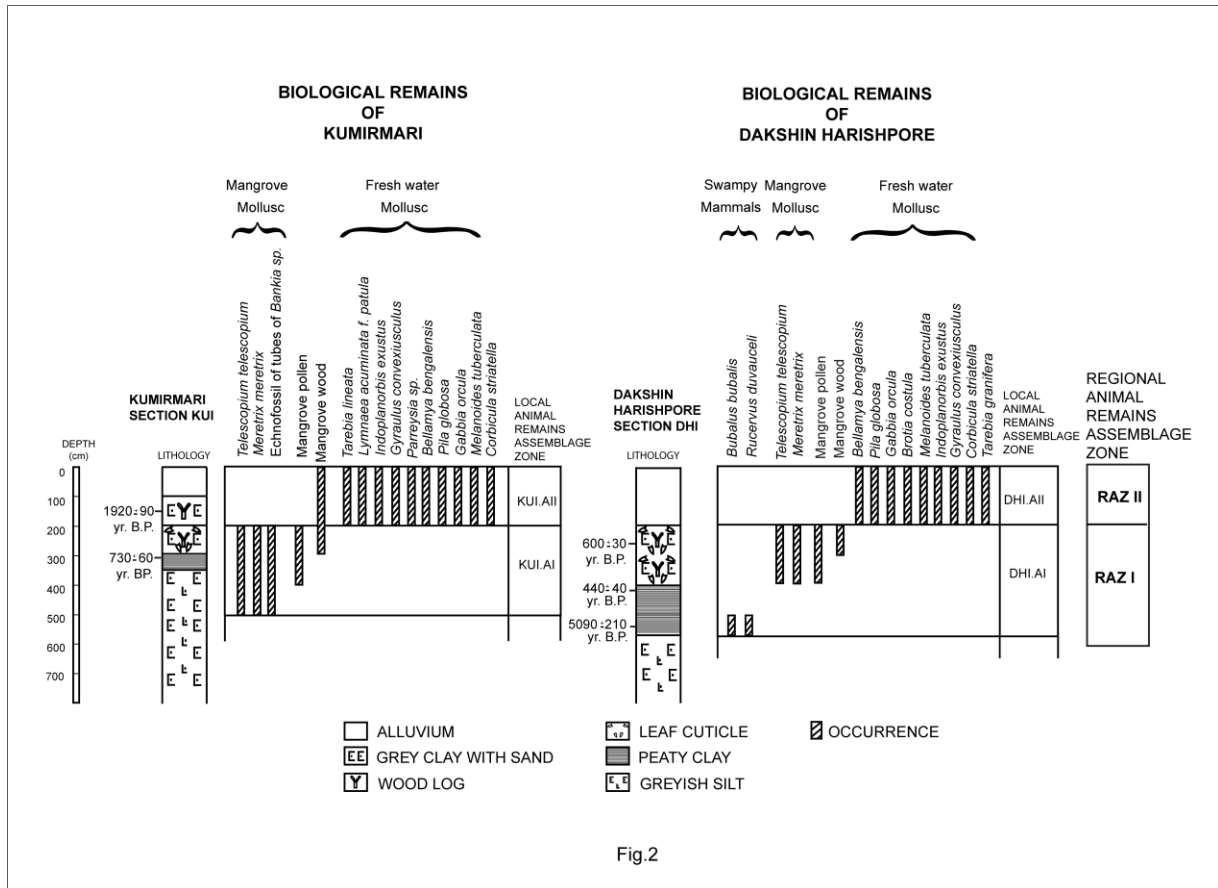 BIOLOGICAL REMAINS
OF
KUMIRMARI
BIOLOGICAL REMAINS
OF
DAKSHIN HARISHPORE
Mangrove
Mollusc
Fresh water
Mollusc
Swampy
Mammals
Mangrove
Mollusc
Fresh water
Mollusc
KUMIRMARI
SECTION KUI
DEPTH
(cm)
LITHOLOGY
0
100
200
300
400
500
600
700
1920±90
yr. B.P.
730±60
yr. BP.
Telescopium telescopium
Meretrix meretrix
Echnofossil of tubes of Bankia sp.
Mangrove pollen
Mangrove wood
Tarebia lineata
Lymnaea acuminata f. patula
Indoplanorbis exustus
Gyraulus convexiusculus
Parreysia sp.
Bellamya bengalensis
Pila globosa
Gabbia orcula
Melanoides tuberculata
Corbicula striatella
LOCAL
ANIMAL
REMAINS
ASSEMBLAGE
ZONE
KUI.AII
KUI.AI
DAKSHIN
HARISHPORE
SECTION DHI
LITHOLOGY
600±30
yr. B.P.
440±40
yr. B.P.
5090±210
yr. B.P.
Bubalus bubalis
Rucervus duvauceli
Telescopium telescopium
Meretrix meretrix
Mangrove pollen
Mangrove wood
Bellamya bengalensis
Pila globosa
Gabbia orcula
Brotia costula
Melanoides tuberculata
Indoplanorbis exiustus
Gyraulus convexiusculus
Corbicula striatella
Tarebia granifera
LOCAL
ANIMAL
REMAINS
ASSEMBLAGE
ZONE
DHI.AII
DHI.AI
REGIONAL
ANIMAL
REMAINS
ASSEMBLAGE
ZONE
RAZ II
RAZ I
ALLUVIUM
GREY CLAY WITH SAND
WOOD LOG
LEAF CUTICLE
PEATY CLAY
GREYISH SILT
OCCURRENCE
Fig.2